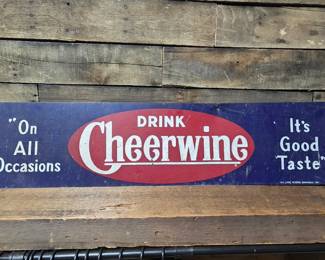 "On
All
Occasions
DRINK
Cheerwine
It's
Good
Taste"